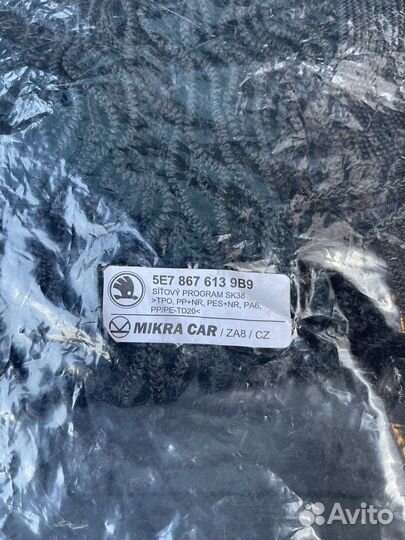 5E7 867 613 9B9
SÍŤOVÝ PROGRAM SK38
>TPO, PP+NR, PES+NR, PA6,
PP/PE-TD20<
MIKRA CAR / ZA8 / CZ
Avito